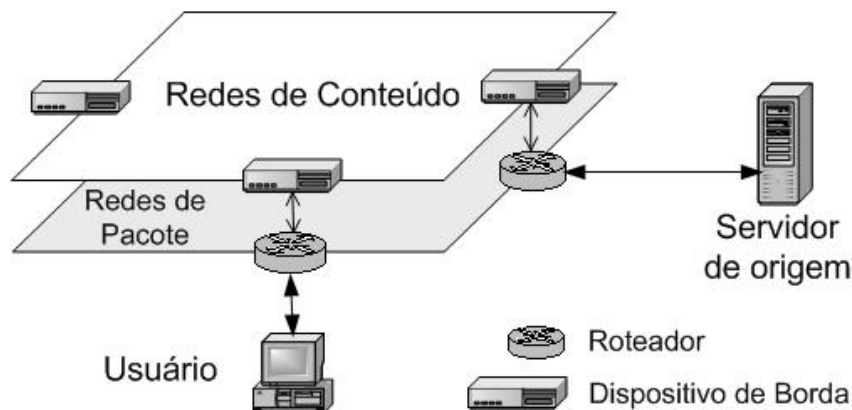 Redes de Conteúdo
Redes de
Pacote
Servidor
de origem
Usuário
Roteador
Dispositivo de Borda